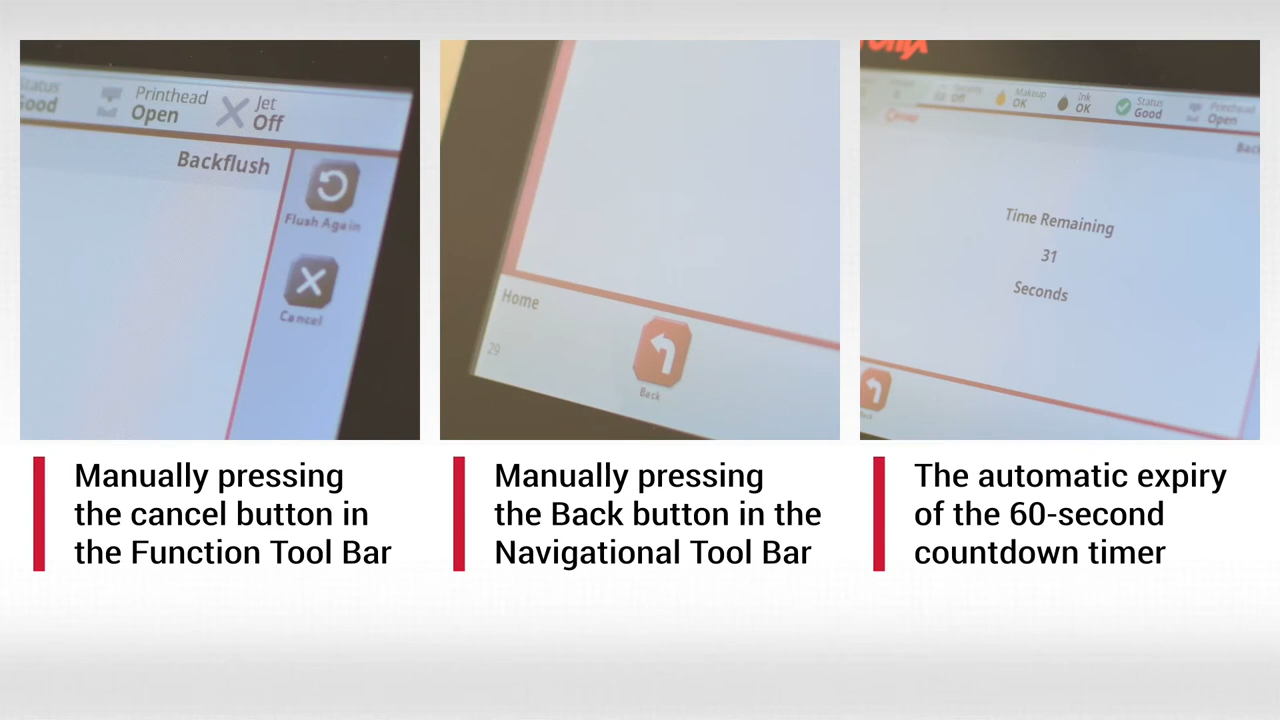 Status
Good
Printhead
Open
Jet
Off
Backflush
Flush Again
Cancel
Home
29
Back
Makeup
OK
Ink
OK
Status
Good
Printhead
Open
Time Remaining
31
Seconds
Manually pressing
the cancel button in
the Function Tool Bar
Manually pressing
the Back button in the
Navigational Tool Bar
The automatic expiry
of the 60-second
countdown timer